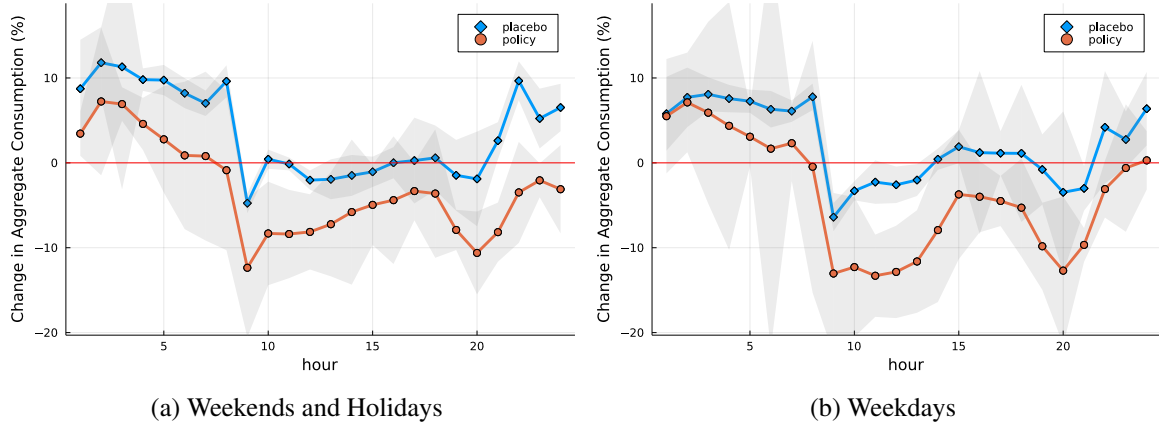 Change in Aggregate Consumption (%)
10
0
−10
−20
5
10
15
20
hour
placebo
policy
(a) Weekends and Holidays
Change in Aggregate Consumption (%)
10
0
−10
−20
5
10
15
20
hour
placebo
policy
(b) Weekdays